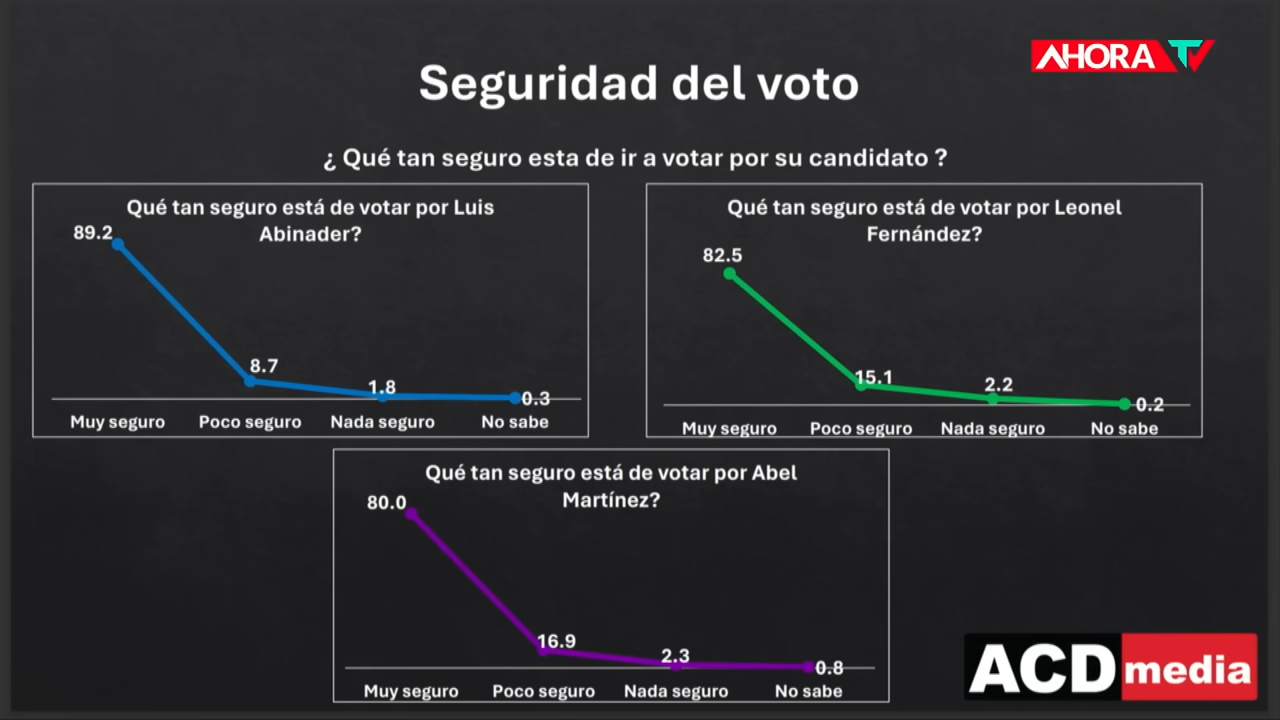 AHORA TV
Seguridad del voto
¿ Qué tan seguro esta de ir a votar por su candidato ?
Qué tan seguro está de votar por Luis
Abinader?
89.2
8.7
1.8
0.3
Muy seguro Poco seguro Nada seguro No sabe
Qué tan seguro está de votar por Leonel
Fernández?
82.5
15.1
2.2
0.2
Muy seguro Poco seguro Nada seguro No sabe
Qué tan seguro está de votar por Abel
Martínez?
80.0
16.9
2.3
0.8
Muy seguro Poco seguro Nada seguro No sabe
ACD media